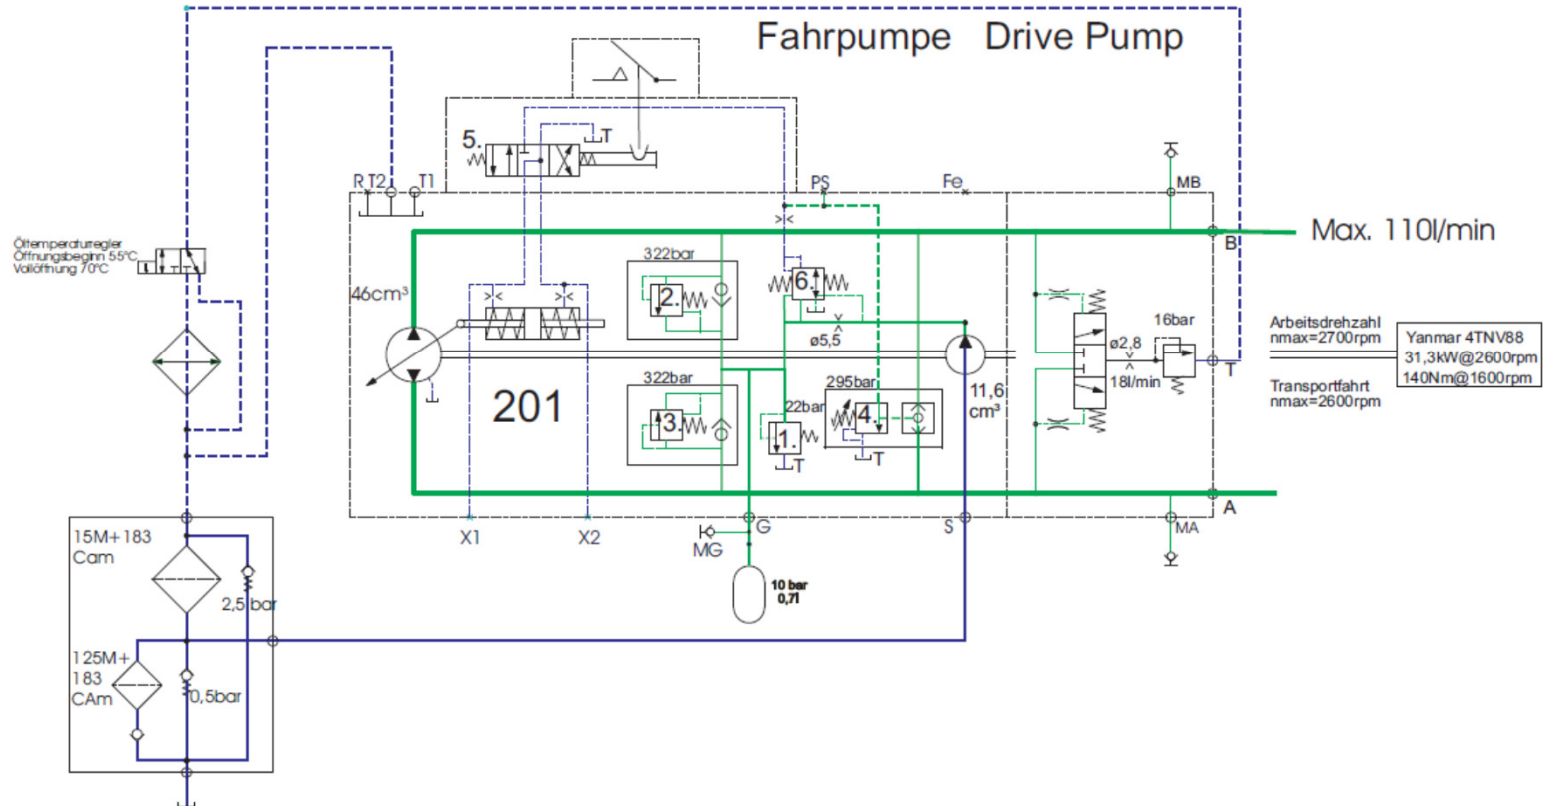 Fahrpumpe Drive Pump
5.
T
R T2 T1
PS
Fe
MB
Öltemperaturregler
Öffnungsbeginn 55°C
Vollöffnung 70°C
Max. 110l/min
B
322bar
2.
6.
46cm³
ø5,5
16bar
ø2,8
18l/min
T
Arbeitsdrehzahl
nmax=2700rpm
Transportfahrt
nmax=2600rpm
Yanmar 4TNV88
31,3kW@2600rpm
140Nm@1600rpm
201
322bar
3.
22bar
1.
T
295bar
4.
T
11,6
cm³
A
X1
X2
MG
G
S
MA
10 bar
0,7l
15M+183
Cam
2,5 bar
125M+
183
CAm
0,5bar